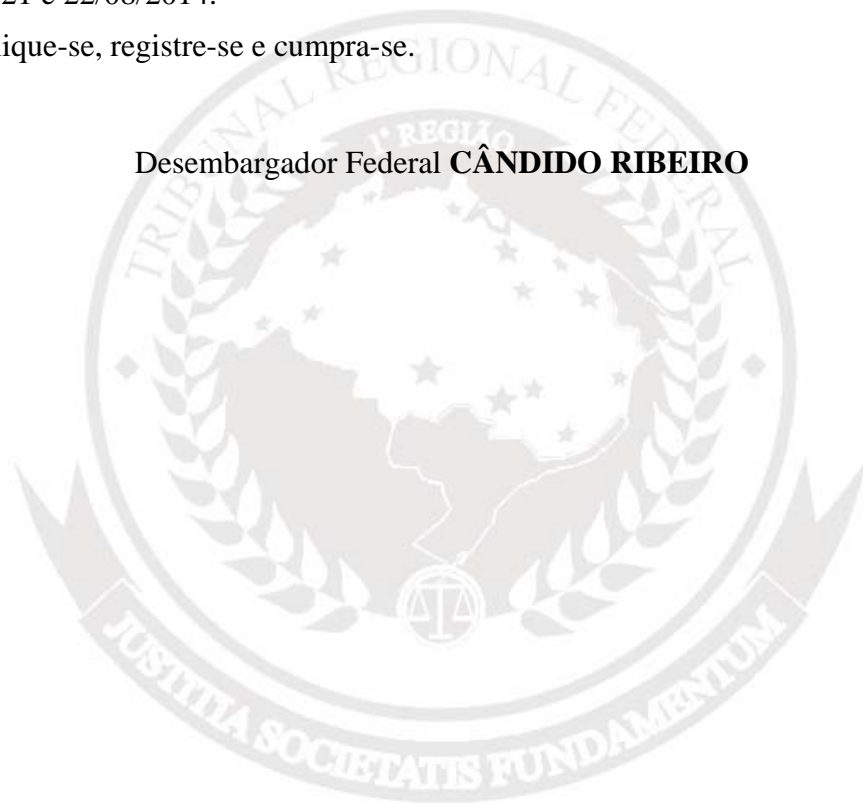 21 e 22/08/2014.
ique-se, registre-se e cumpra-se.
Desembargador Federal CÂNDIDO RIBEIRO
TRIBUNAL REGIONAL FEDERAL
1ª REGIÃO
JUSTITIA SOCIETATIS FUNDAMENTUM